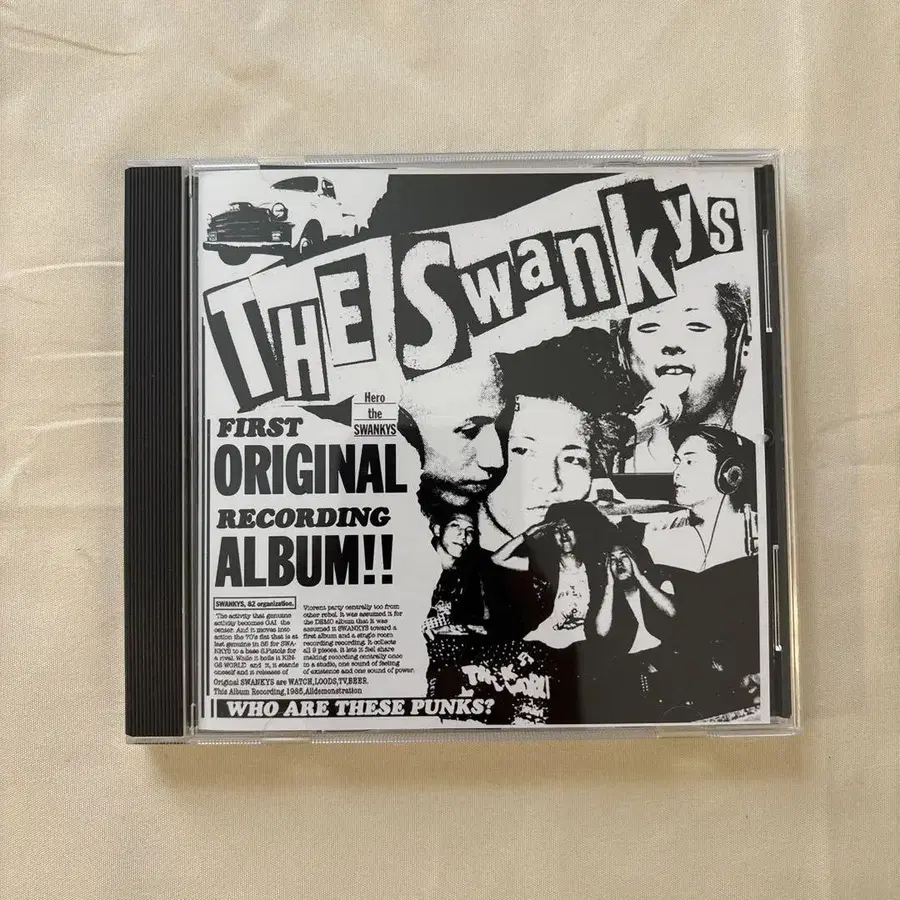 THE Swankys
Hero
the
SWANKYS
FIRST
ORIGINAL
RECORDING
ALBUM!!
SWANKYS, 82 organization.
The activity that genuine
activity becomes GAI the
center. And it moves into
action the 70's flat that is at
last genuine in 85 for SWA-
NKYS to a base S.Pistols for
a rival. While it boils it KIN-
GS WORLD and it, it stands
oneself and it releases of
Viorent party centrally too from
other rebel. It was assumed it for
the DEMO album that it was
assumed it SWANKYS toward a
first album and a single room
recording recording. It collects
all 9 pieces. It lets it feel share
making recording centrally once
in a studio, one sound of feeling
of existence and one sound of power.
Original SWANKYS are WATCH,LOODS,TV,BEER.
This Album Recording,1985,Alldemonstration
WHO ARE THESE PUNKS?